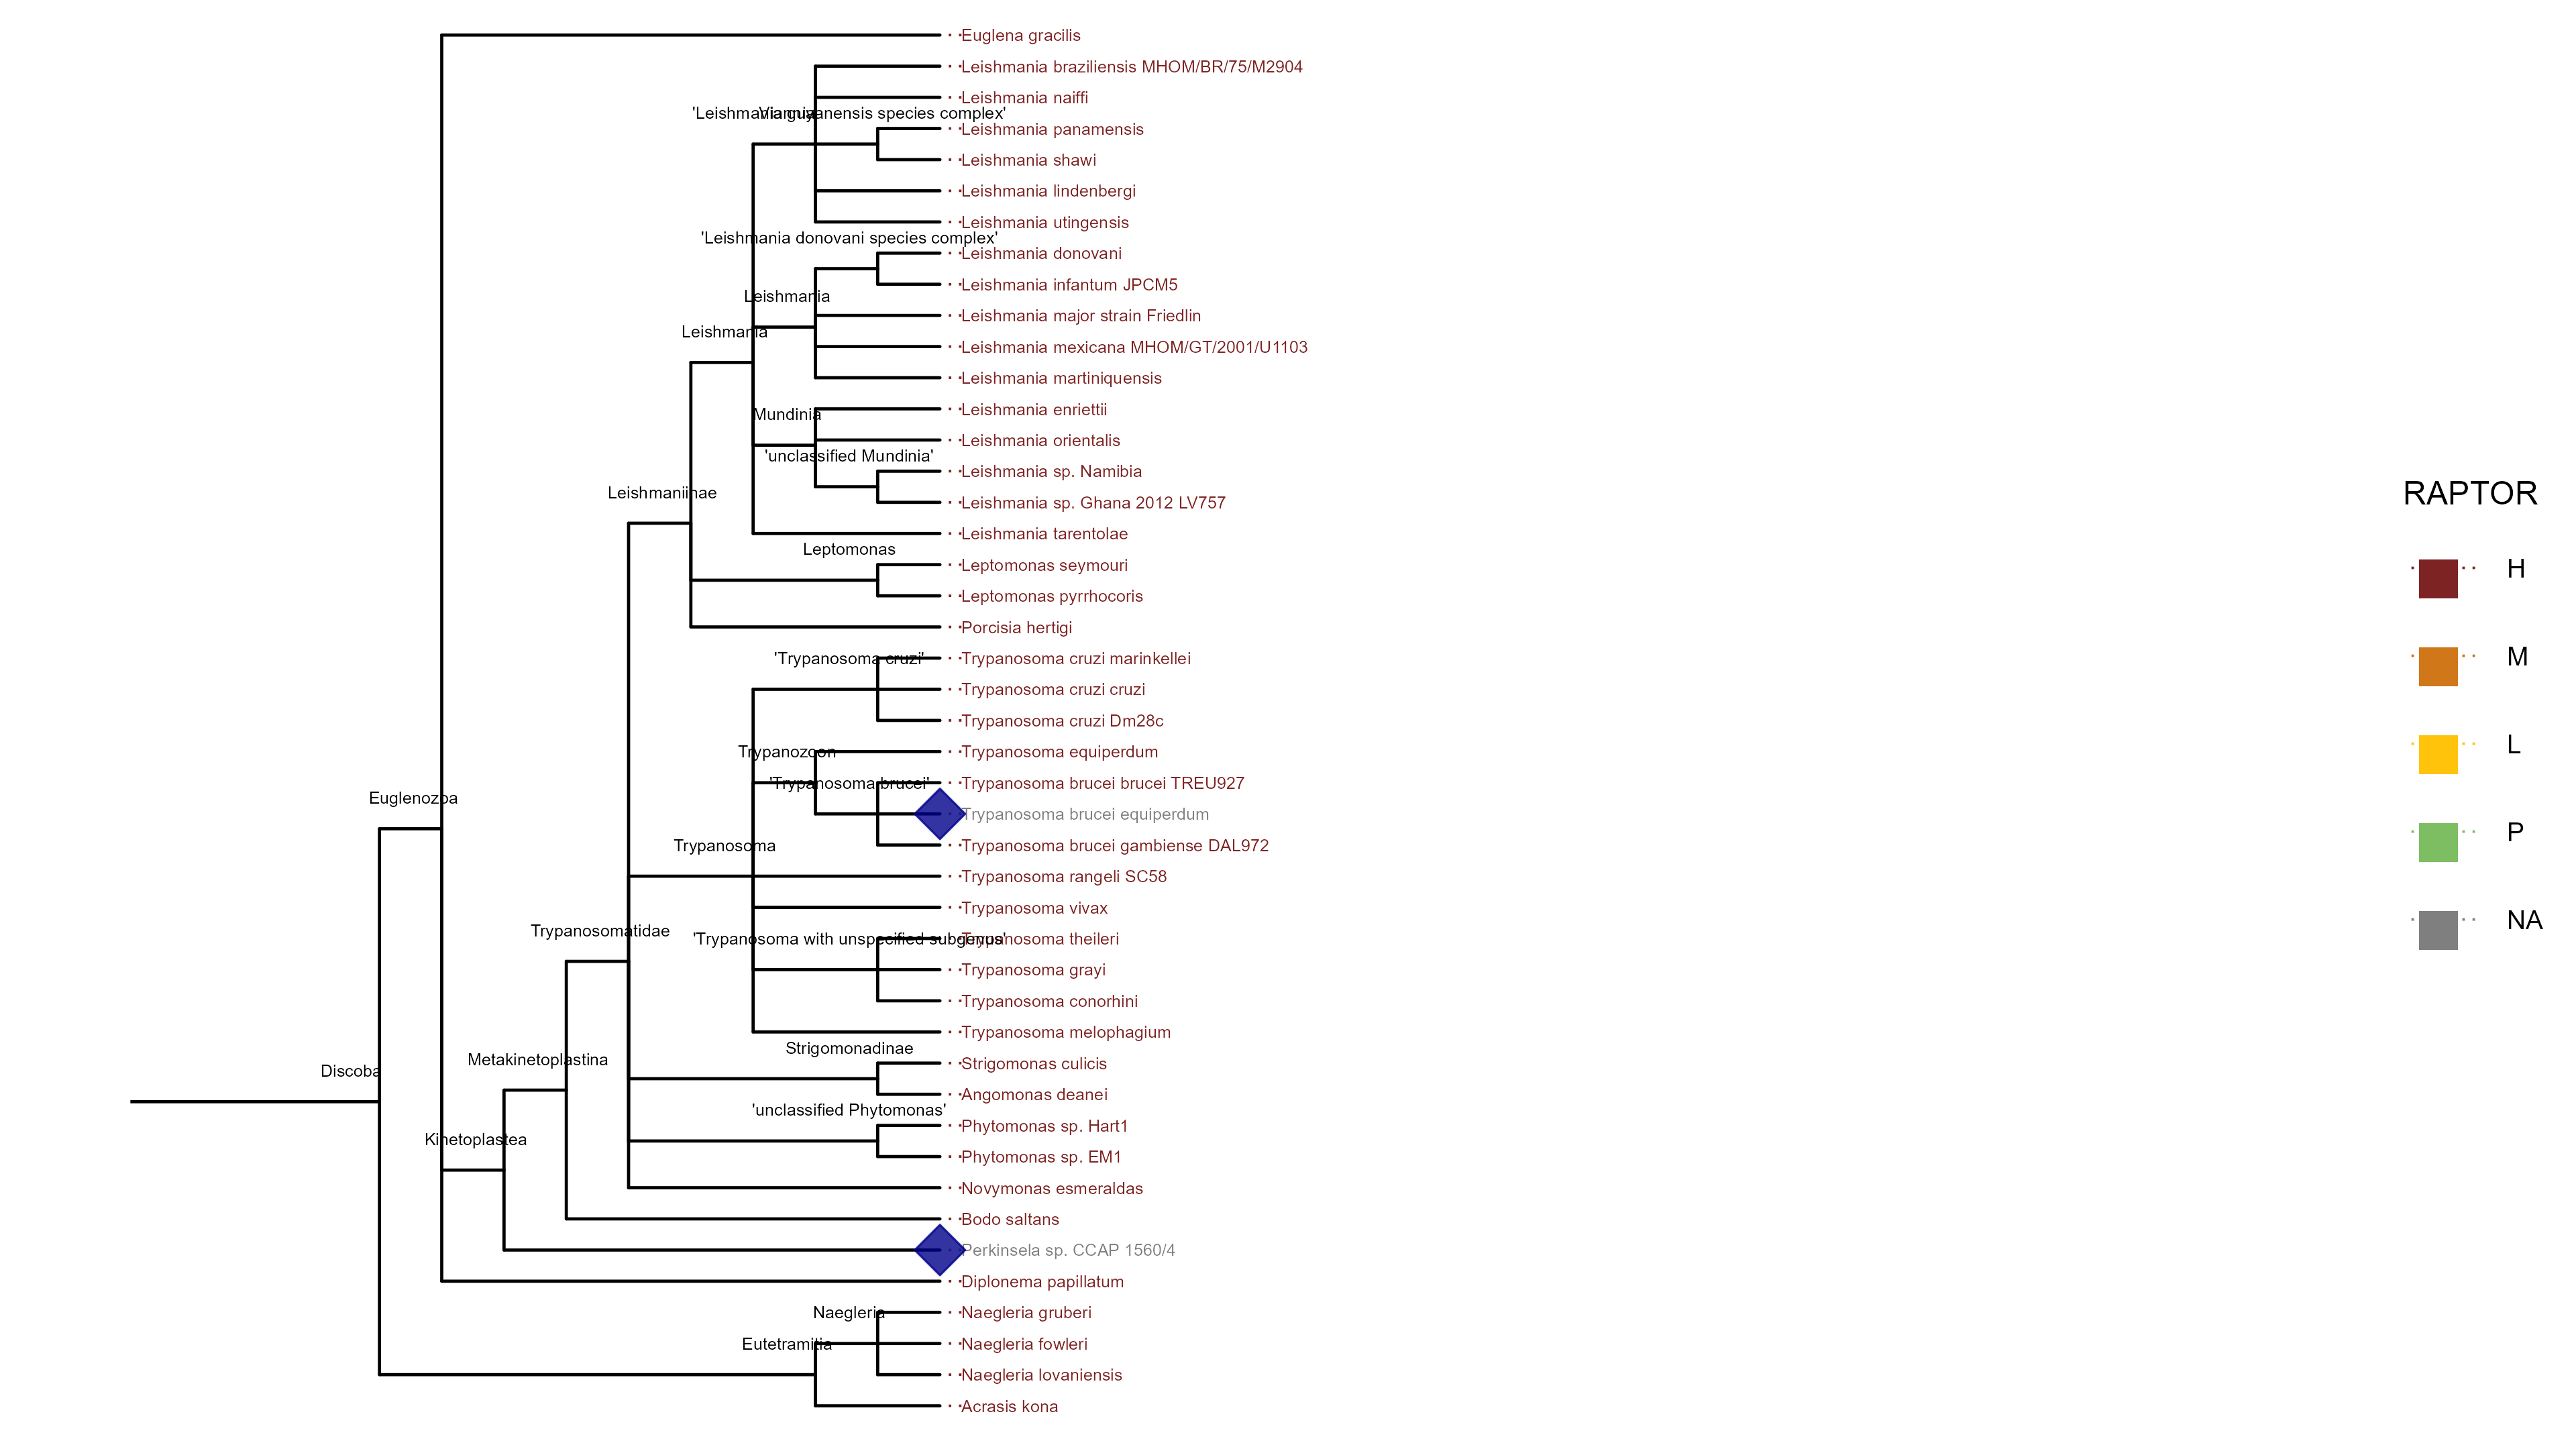 Euglena gracilis
Leishmania braziliensis MHOM/BR/75/M2904
Leishmania naiffi
'Leishmania guyanensis species complex'
Viannia
Leishmania panamensis
Leishmania shawi
Leishmania lindenbergi
Leishmania utingensis
'Leishmania donovani species complex'
Leishmania donovani
Leishmania infantum JPCM5
Leishmania
Leishmania major strain Friedlin
Leishmania
Leishmania mexicana MHOM/GT/2001/U1103
Leishmania martiniquensis
Leishmania enriettii
Mundinia
Leishmania orientalis
'unclassified Mundinia'
Leishmania sp. Namibia
Leishmaniinae
Leishmania sp. Ghana 2012 LV757
Leishmania tarentolae
Leptomonas
Leptomonas seymouri
Leptomonas pyrrhocoris
Porcisia hertigi
'Trypanosoma cruzi'
Trypanosoma cruzi marinkellei
Trypanosoma cruzi cruzi
Trypanosoma cruzi Dm28c
Trypanozoon
Trypanosoma equiperdum
'Trypanosoma brucei'
Trypanosoma brucei brucei TREU927
Euglenozoa
Trypanosoma brucei equiperdum
Trypanosoma
Trypanosoma brucei gambiense DAL972
Trypanosoma rangeli SC58
Trypanosoma vivax
Trypanosomatidae
'Trypanosoma with unspecified subgenus'
Trypanosoma theileri
Trypanosoma grayi
Trypanosoma conorhini
Trypanosoma melophagium
Strigomonadinae
Metakinetoplastina
Strigomonas culicis
Discoba
Angomonas deanei
'unclassified Phytomonas'
Phytomonas sp. Hart1
Kinetoplastea
Phytomonas sp. EM1
Novymonas esmeraldas
Bodo saltans
Perkinsela sp. CCAP 1560/4
Diplonema papillatum
Naegleria
Naegleria gruberi
Eutetramitia
Naegleria fowleri
Naegleria lovaniensis
Acrasis kona
RAPTOR
H
M
L
P
NA